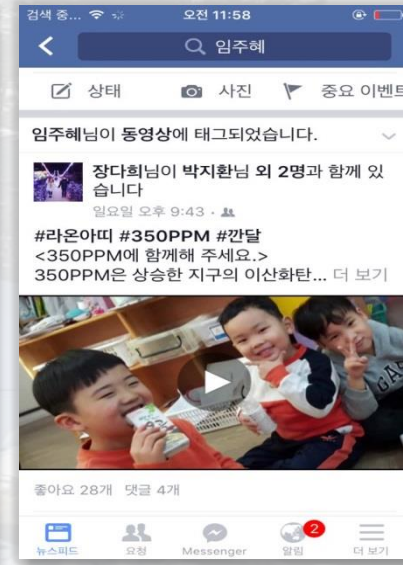 검색 중... 오전 11:58
임주혜
상태 사진 중요 이벤트
임주혜님이 동영상에 태그되었습니다.
장다희님이 박지환님 외 2명과 함께 있
습니다
일요일 오후 9:43 ·
#라온아띠 #350PPM #깐달
<350PPM에 함께해 주세요.>
350PPM은 상승한 지구의 이산화탄... 더 보기
좋아요 28개 댓글 4개
2
뉴스피드 요청 Messenger 알림 더 보기